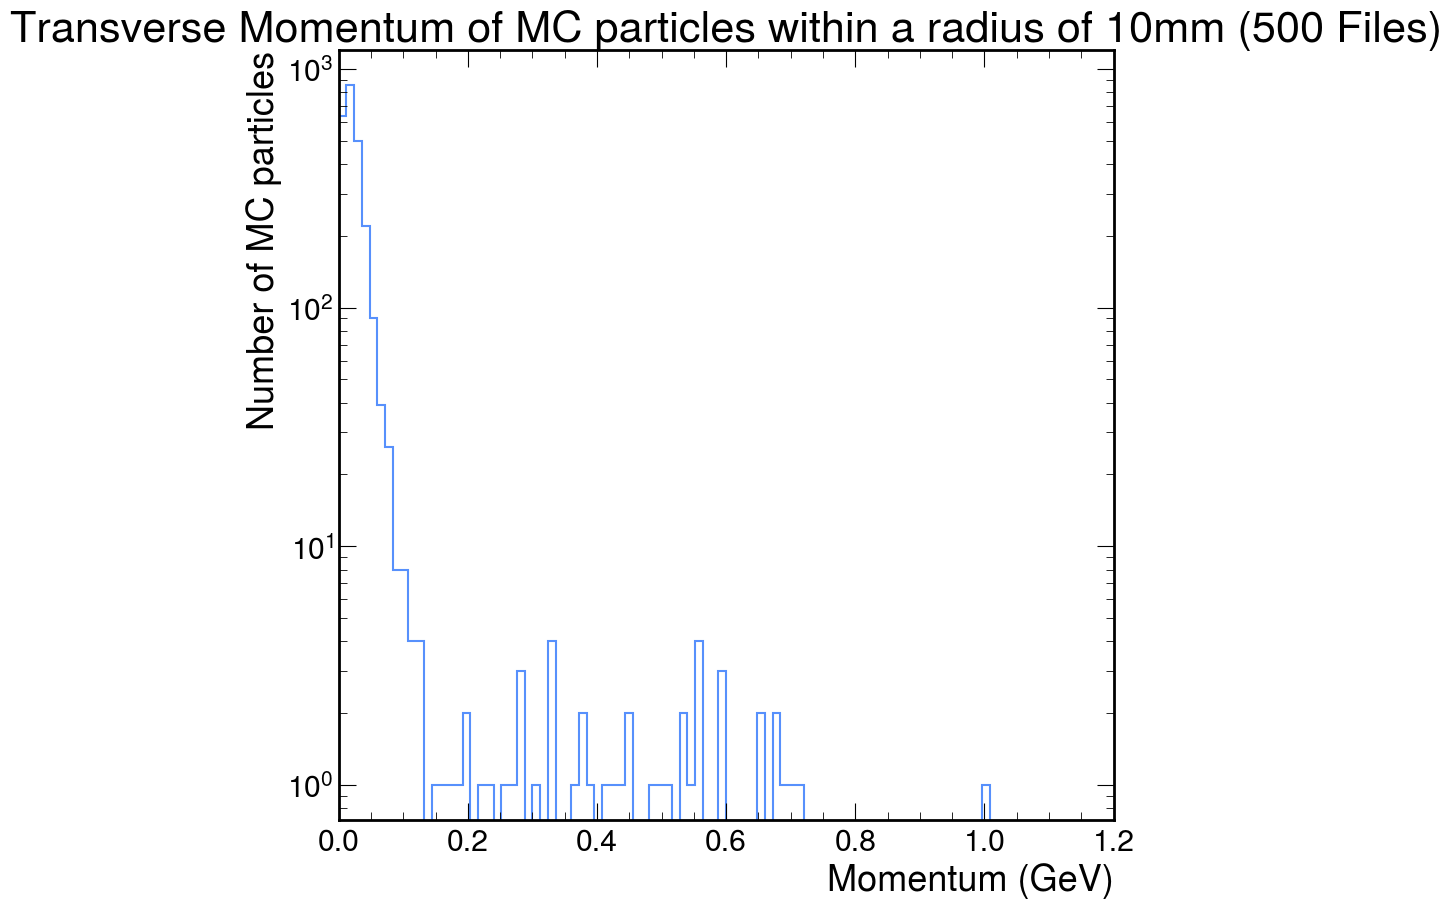 Transverse Momentum of MC particles within a radius of 10mm (500 Files)
Number of MC particles
10³
10²
10¹
10⁰
0.0 0.2 0.4 0.6 0.8 1.0 1.2
Momentum (GeV)